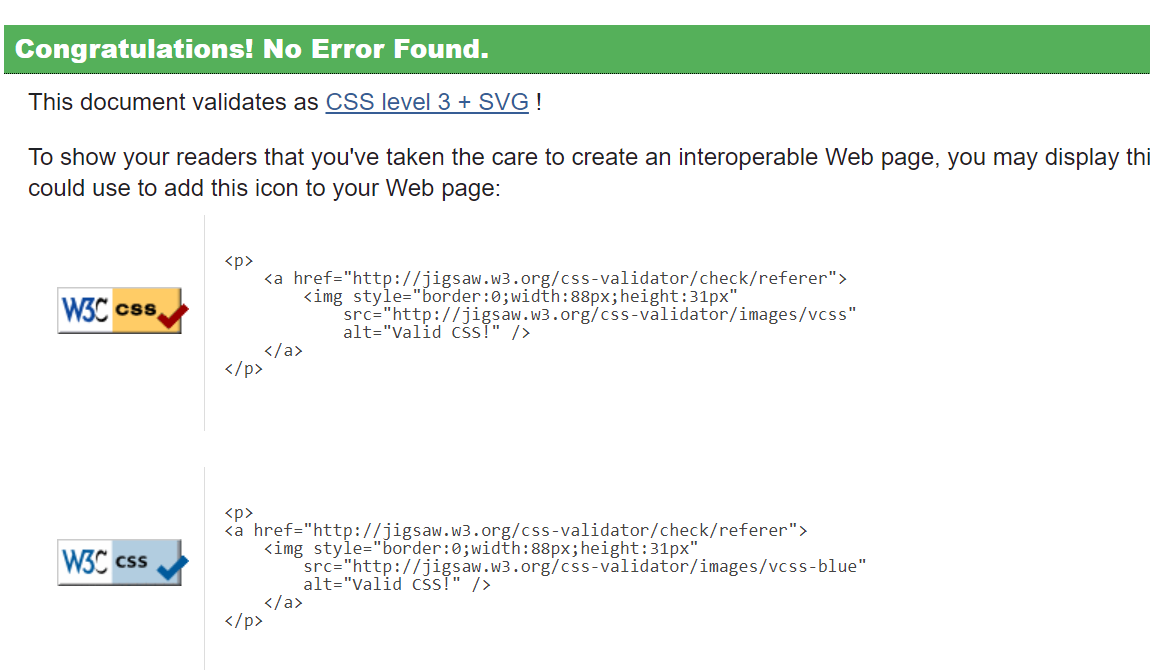 Congratulations! No Error Found.
This document validates as CSS level 3 + SVG !
To show your readers that you've taken the care to create an interoperable Web page, you may display thi
could use to add this icon to your Web page:
W3C css
<p>
    <a href="http://jigsaw.w3.org/css-validator/check/referer">
        <img style="border:0;width:88px;height:31px"
            src="http://jigsaw.w3.org/css-validator/images/vcss"
            alt="Valid CSS!" />
    </a>
</p>
W3C css
<p>
<a href="http://jigsaw.w3.org/css-validator/check/referer">
    <img style="border:0;width:88px;height:31px"
        src="http://jigsaw.w3.org/css-validator/images/vcss-blue"
        alt="Valid CSS!" />
    </a>
</p>